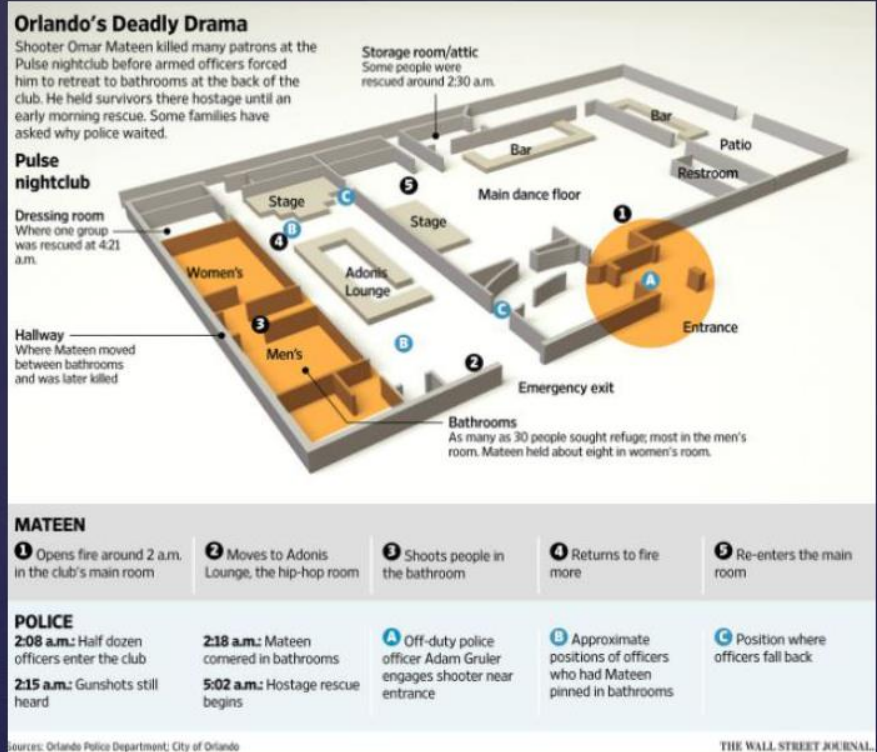 Orlando's Deadly Drama
Shooter Omar Mateen killed many patrons at the
Pulse nightclub before armed officers forced
him to retreat to bathrooms at the back of the
club. He held survivors there hostage until an
early morning rescue. Some families have
asked why police waited.
Pulse
nightclub
Storage room/attic
Some people were
rescued around 2:30 a.m.
Bar
Patio
Bar
Restroom
Main dance floor
Stage
Stage
Dressing room
Where one group
was rescued at 4:21
a.m.
Women's
Adonis
Lounge
Entrance
Hallway
Where Mateen moved
between bathrooms
and was later killed
Men's
Emergency exit
Bathrooms
As many as 30 people sought refuge; most in the men's
room. Mateen held about eight in women's room.
1
2
3
4
5
A
B
B
C
C
MATEEN
1 Opens fire around 2 a.m.
in the club's main room
2 Moves to Adonis
Lounge, the hip-hop room
3 Shoots people in
the bathroom
4 Returns to fire
more
5 Re-enters the main
room
POLICE
2:08 a.m.: Half dozen
officers enter the club
2:15 a.m.: Gunshots still
heard
2:18 a.m.: Mateen
cornered in bathrooms
5:02 a.m.: Hostage rescue
begins
A Off-duty police
officer Adam Gruler
engages shooter near
entrance
B Approximate
positions of officers
who had Mateen
pinned in bathrooms
C Position where
officers fall back
Sources: Orlando Police Department; City of Orlando
THE WALL STREET JOURNAL.